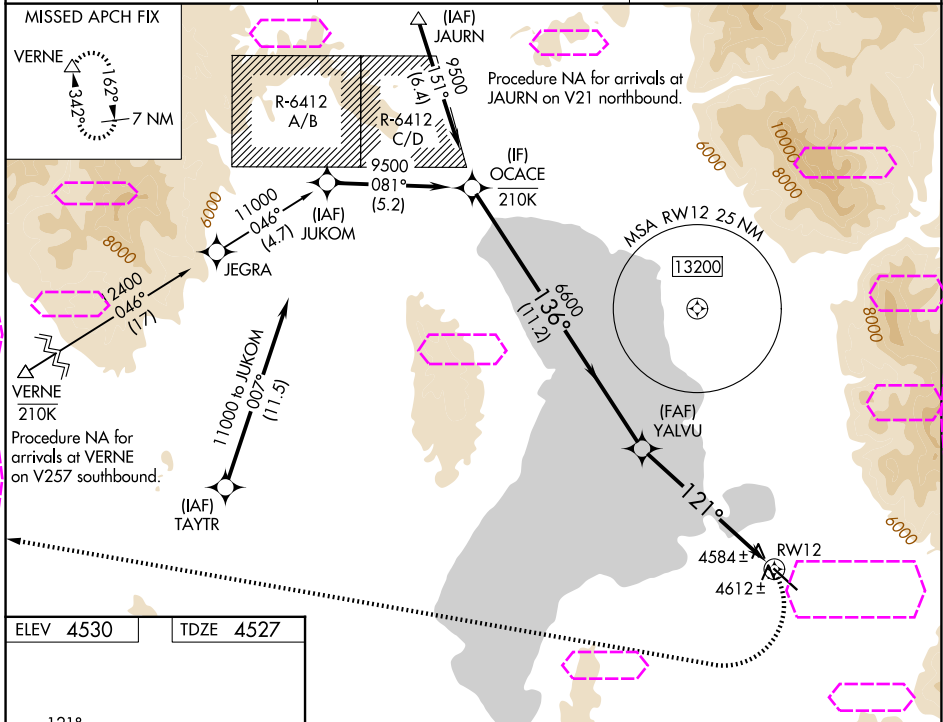 MISSED APCH FIX
VERNE
162°
342°
7 NM
(IAF)
JAURN
9500
151°
(6.4)
Procedure NA for arrivals at
JAURN on V21 northbound.
R-6412
A/B
R-6412
C/D
(IF)
OCACE
210K
9500
081°
(5.2)
(IAF)
JUKOM
11000
046°
(4.7)
JEGRA
6000
8000
12400
046°
(17)
VERNE
210K
Procedure NA for
arrivals at VERNE
on V257 southbound.
11000 to JUKOM
007°
(11.5)
(IAF)
TAYTR
6600
136°
(11.2)
MSA RW12 25 NM
13200
6000
10000
8000
8000
6000
(FAF)
YALVU
121°
4584±
RW12
4612±
ELEV 4530
TDZE 4527